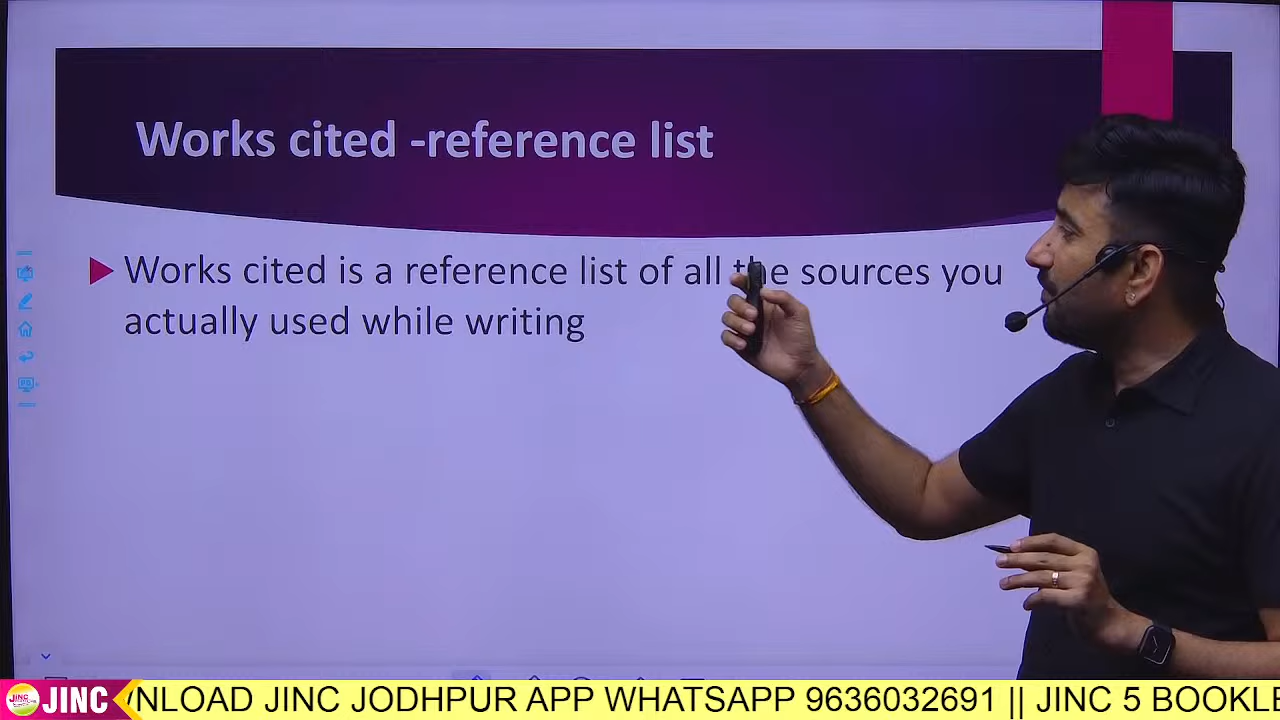 Works cited -reference list
Works cited is a reference list of all the sources you
actually used while writing
JINC
NLOAD JINC JODHPUR APP WHATSAPP 9636032691 || JINC 5 BOOKLE